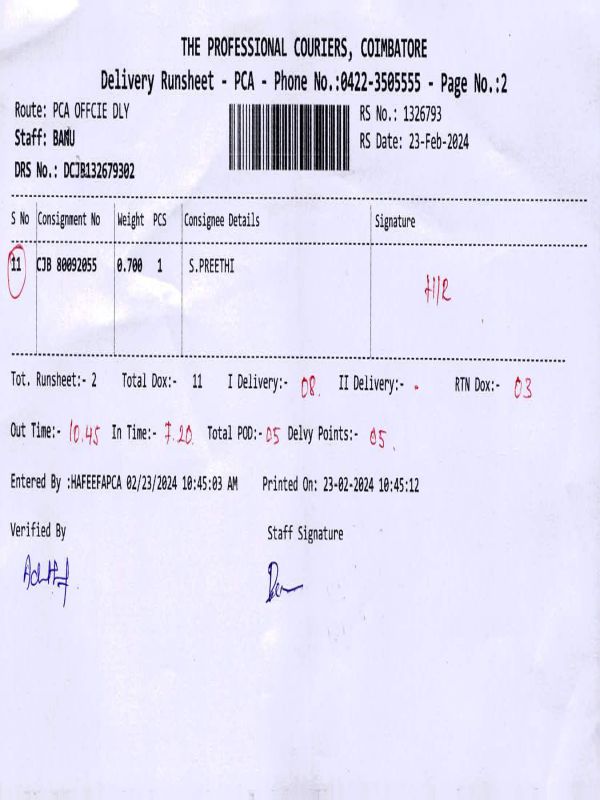 THE PROFESSIONAL COURIERS, COIMBATORE
Delivery Runsheet - PCA - Phone No.:0422-3505555 - Page No.:2
Route: PCA OFFCIE DLY RS No.: 1326793
Staff: BANU RS Date: 23-Feb-2024
DRS No.: DCJB132679302
S No Consignment No Weight PCS Consignee Details Signature
11 CJB 80092055 0.700 1 S.PREETHI
Tot. Runsheet:- 2 Total Dox:- 11 I Delivery:- 08. II Delivery:- - RTN Dox:- 03
Out Time:- 10.45 In Time:- 7.20. Total POD:- 05 Delvy Points:- 05.
Entered By :HAFEEFAPCA 02/23/2024 10:45:03 AM Printed On: 23-02-2024 10:45:12
Verified By Staff Signature